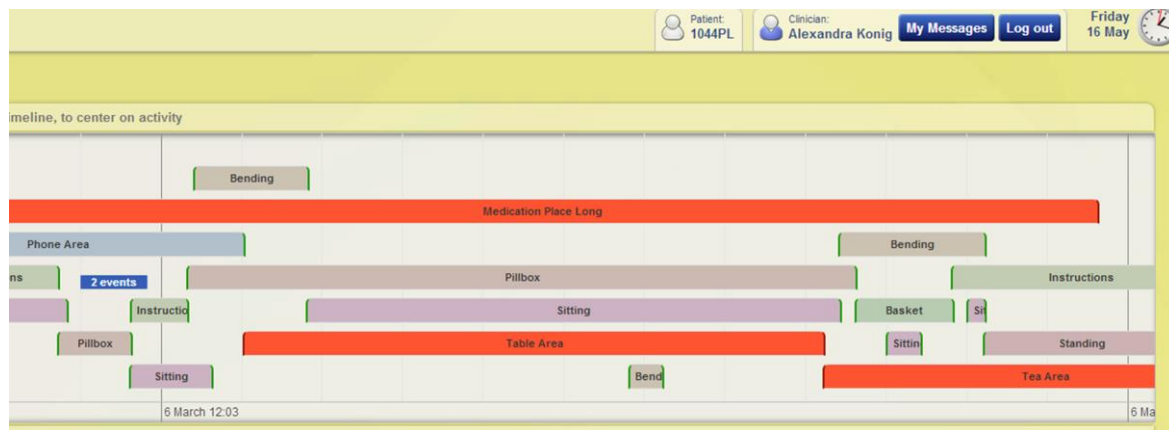 Patient:
1044PL
Clinician:
Alexandra Konig
My Messages
Log out
Friday
16 May
imeline, to center on activity
Bending
Medication Place Long
Phone Area
Bending
ns
2 events
Pillbox
Instructions
Instructio
Sitting
Basket
Sit
Pillbox
Table Area
Sittin
Standing
Sitting
Bend
Tea Area
6 March 12:03
6 Ma